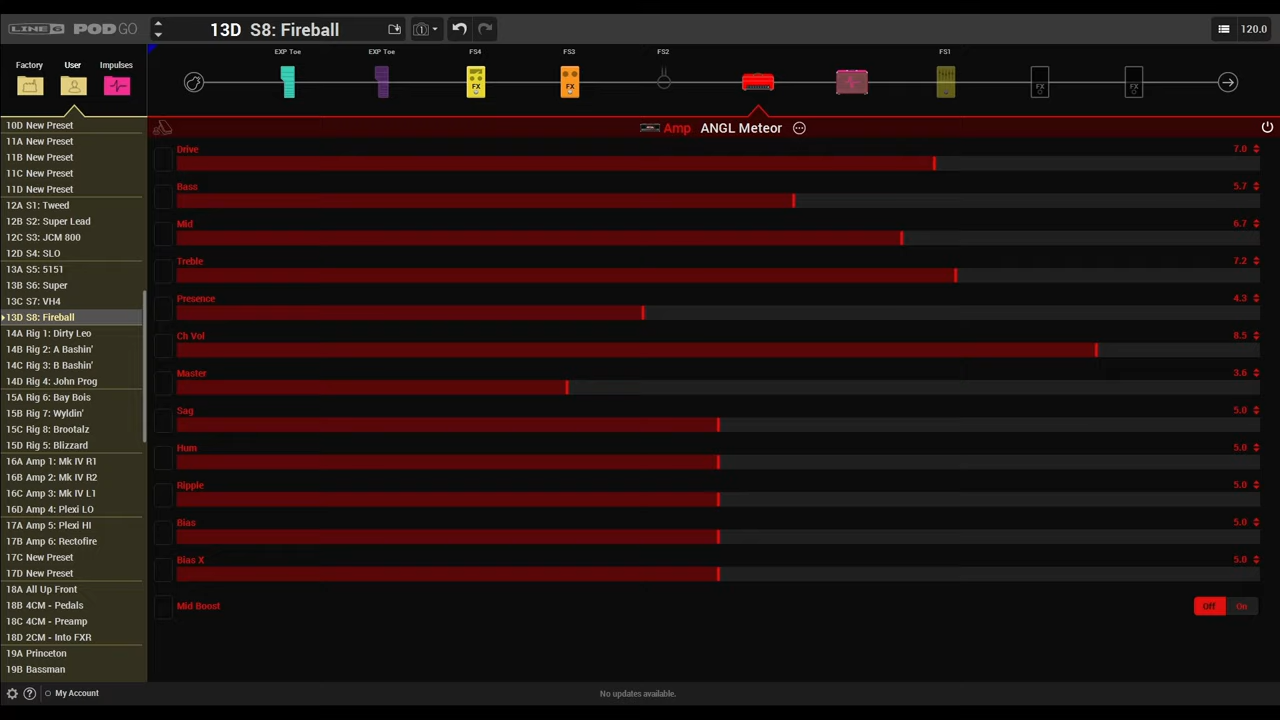 LINE 6 POD GO
13D S8: Fireball
1
120.0
Factory User Impulses
EXP Toe EXP Toe FS4 FS3 FS2 FS1
FX FX FX FX
Amp ANGL Meteor
10D New Preset
11A New Preset
11B New Preset
11C New Preset
11D New Preset
12A S1: Tweed
12B S2: Super Lead
12C S3: JCM 800
12D S4: SLO
13A S5: 5151
13B S6: Super
13C S7: VH4
13D S8: Fireball
14A Rig 1: Dirty Leo
14B Rig 2: A Bashin'
14C Rig 3: B Bashin'
14D Rig 4: John Prog
15A Rig 6: Bay Bois
15B Rig 7: Wyldin'
15C Rig 8: Brootalz
15D Rig 5: Blizzard
16A Amp 1: Mk IV R1
16B Amp 2: Mk IV R2
16C Amp 3: Mk IV L1
16D Amp 4: Plexi LO
17A Amp 5: Plexi HI
17B Amp 6: Rectofire
17C New Preset
17D New Preset
18A All Up Front
18B 4CM - Pedals
18C 4CM - Preamp
18D 2CM - Into FXR
19A Princeton
19B Bassman
Drive 7.0
Bass 5.7
Mid 6.7
Treble 7.2
Presence 4.3
Ch Vol 8.5
Master 3.6
Sag 5.0
Hum 5.0
Ripple 5.0
Bias 5.0
Bias X 5.0
Mid Boost Off On
? My Account
No updates available.